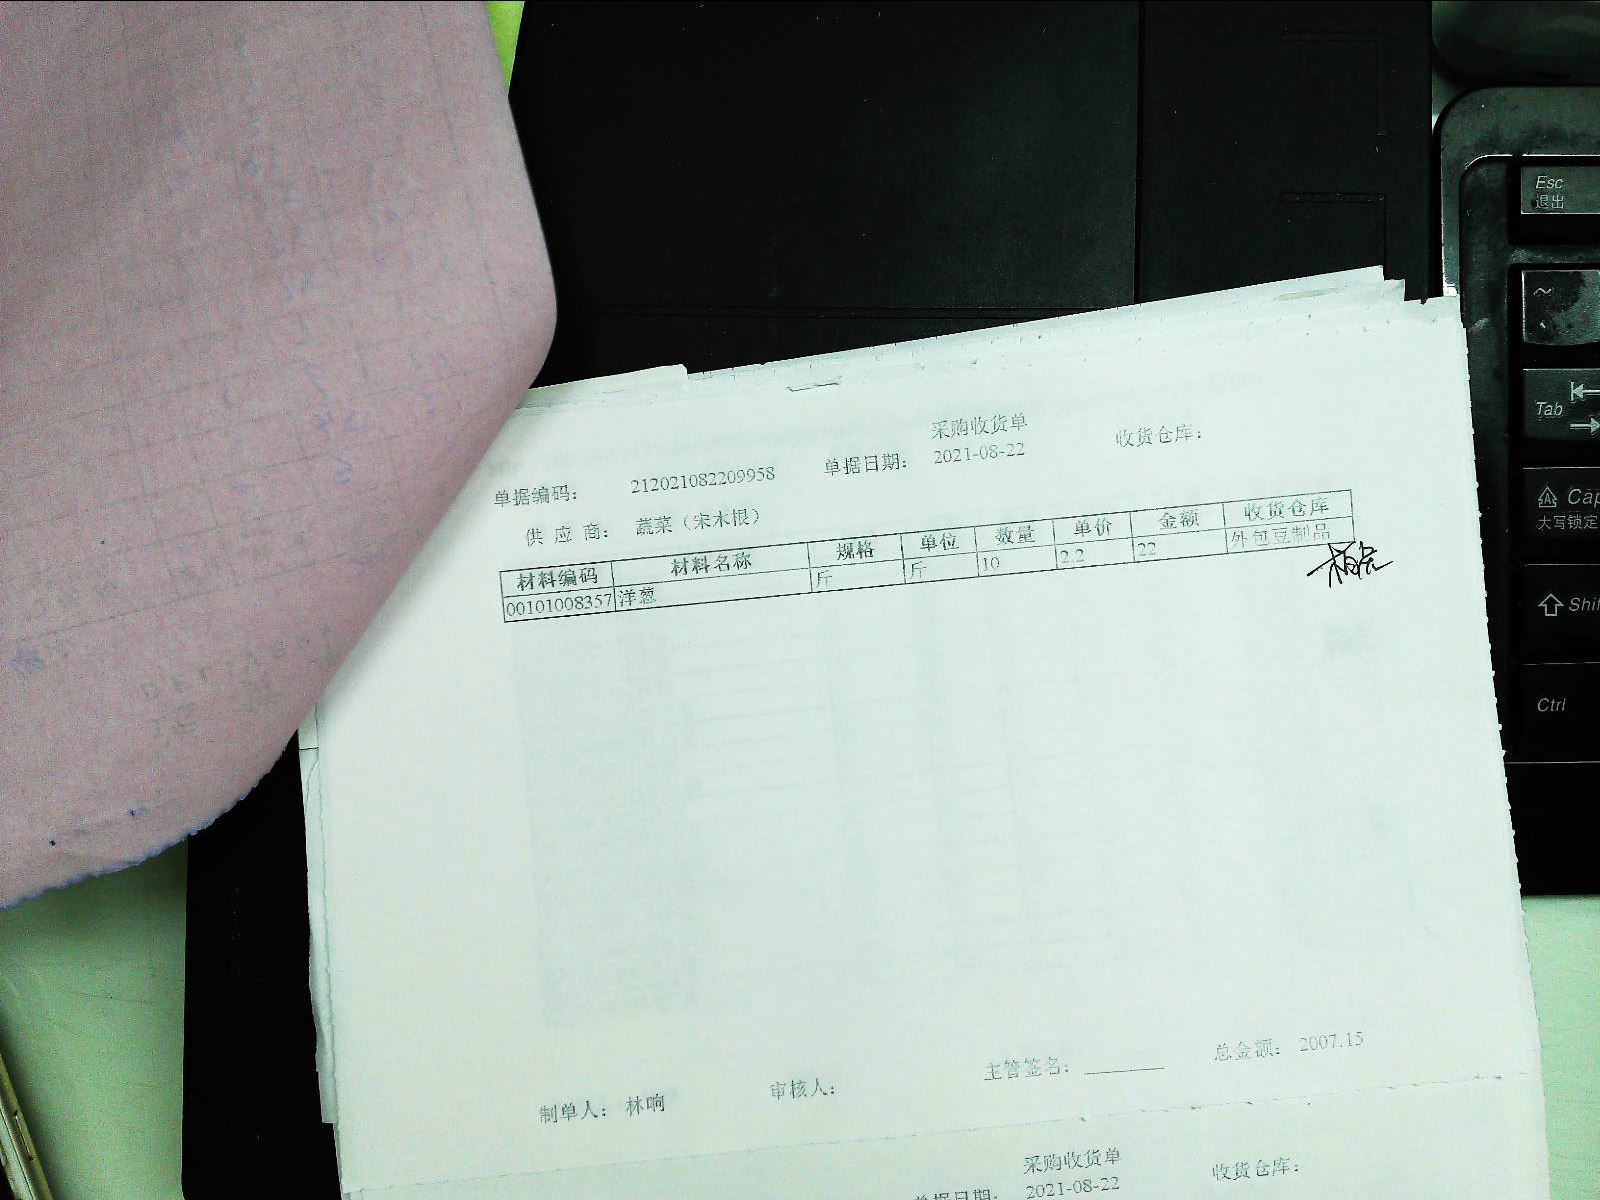 采购收货单
单据编码： 212021082209958 单据日期： 2021-08-22 收货仓库：
供 应 商： 蔬菜（宋木根）
材料编码 材料名称 规格 单位 数量 单价 金额 收货仓库
00101008357 洋葱 斤 斤 10 2.2 22 外包豆制品
制单人： 林响 审核人： 主管签名： 总金额： 2007.15
采购收货单
单据日期： 2021-08-22 收货仓库：
Esc
退出
~
Tab
Cap
大写锁定
Shif
Ctrl